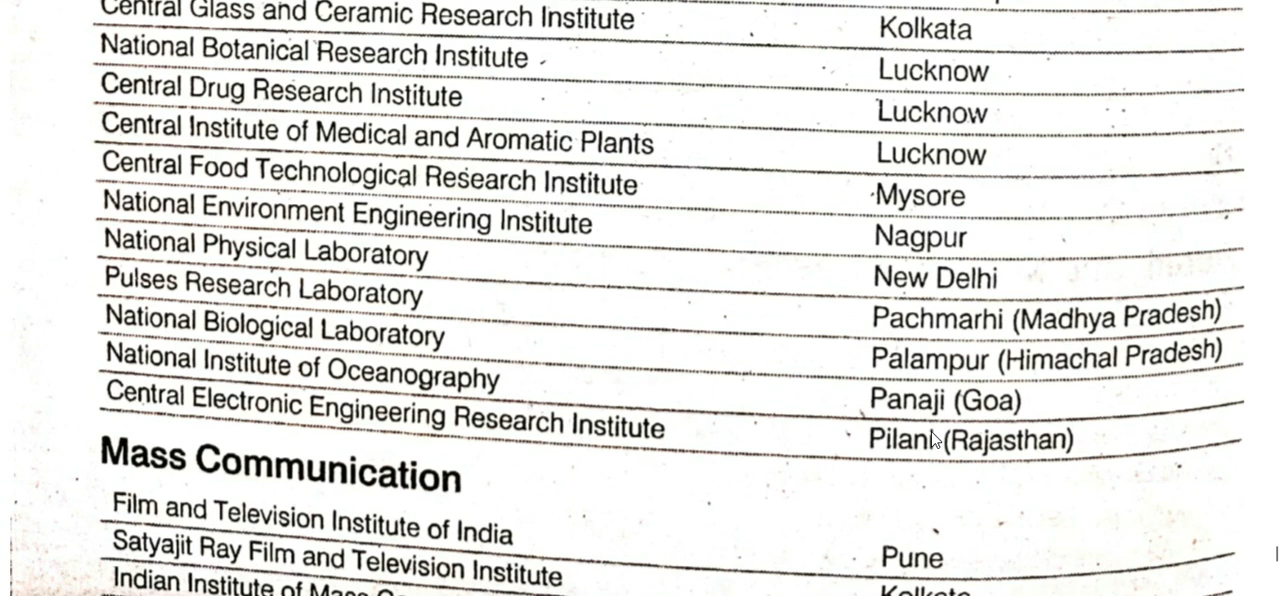 Central Glass and Ceramic Research Institute Kolkata
National Botanical Research Institute Lucknow
Central Drug Research Institute Lucknow
Central Institute of Medical and Aromatic Plants Lucknow
Central Food Technological Research Institute Mysore
National Environment Engineering Institute Nagpur
National Physical Laboratory New Delhi
Pulses Research Laboratory Pachmarhi (Madhya Pradesh)
National Biological Laboratory Palampur (Himachal Pradesh)
National Institute of Oceanography Panaji (Goa)
Central Electronic Engineering Research Institute Pilani (Rajasthan)
Mass Communication
Film and Television Institute of India Pune
Satyajit Ray Film and Television Institute Kolkata
Indian Institute of Mass